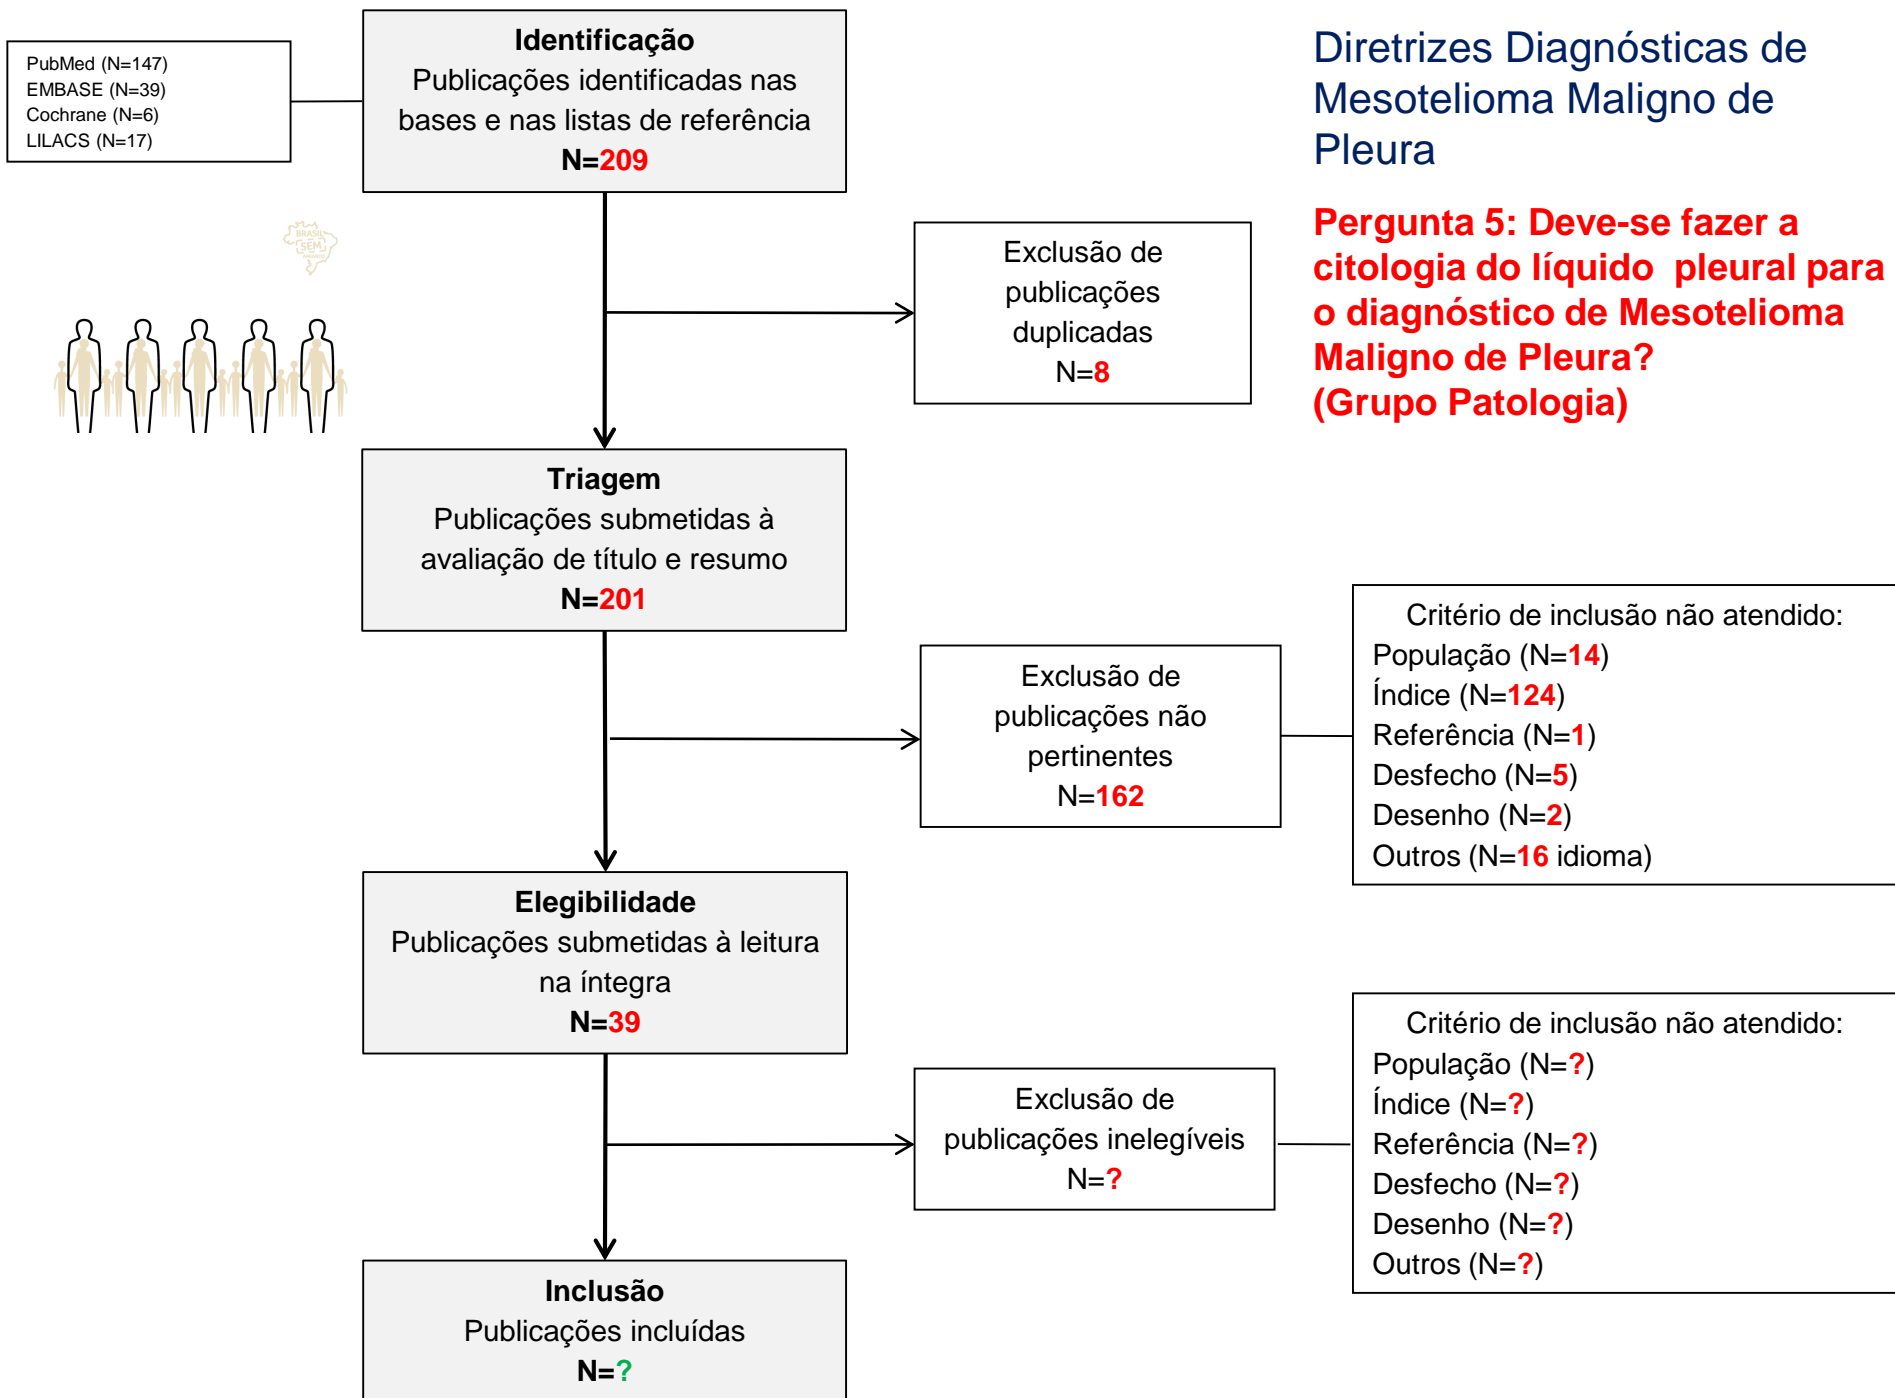 PubMed (N=147)
EMBASE (N=39)
Cochrane (N=6)
LILACS (N=17)
Identificação
Publicações identificadas nas
bases e nas listas de referência
N=209
Diretrizes Diagnósticas de
Mesotelioma Maligno de
Pleura
Pergunta 5: Deve-se fazer a
citologia do líquido pleural para
o diagnóstico de Mesotelioma
Maligno de Pleura?
(Grupo Patologia)
BRASIL
SEM
Exclusão de
publicações
duplicadas
N=8
Triagem
Publicações submetidas à
avaliação de título e resumo
N=201
Exclusão de
publicações não
pertinentes
N=162
Critério de inclusão não atendido:
População (N=14)
Índice (N=124)
Referência (N=1)
Desfecho (N=5)
Desenho (N=2)
Outros (N=16 idioma)
Elegibilidade
Publicações submetidas à leitura
na íntegra
N=39
Exclusão de
publicações inelegíveis
N=?
Critério de inclusão não atendido:
População (N=?)
Índice (N=?)
Referência (N=?)
Desfecho (N=?)
Desenho (N=?)
Outros (N=?)
Inclusão
Publicações incluídas
N=?